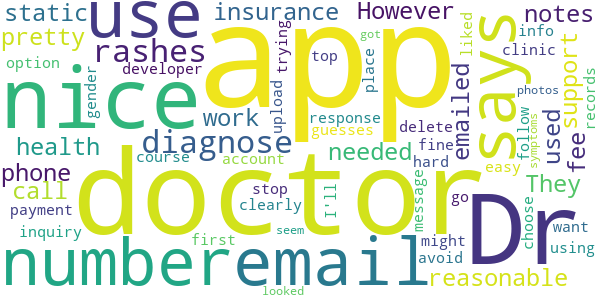 static use insurance However notes
pretty rashes developer trying top place got liked info clinic
option gender upload app says support photos
nice work response guesses used records
health diagnose needed emailed delete fine hard follow symptoms
phone course account fee easy
call doctor Dr They
payment stop clearly I'll message go choose want
inquiry first seem might avoid using
number email reasonable
looked